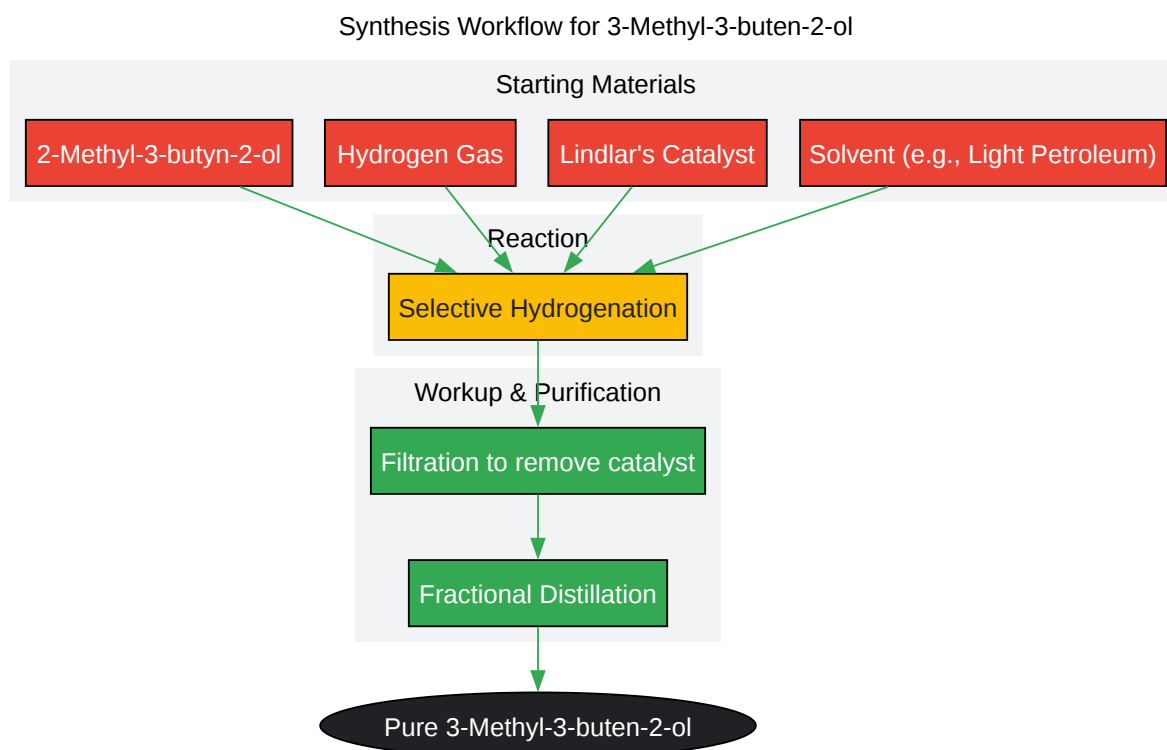 Synthesis Workflow for 3-Methyl-3-buten-2-ol
Starting Materials
2-Methyl-3-butyn-2-ol
Hydrogen Gas
Lindlar's Catalyst
Solvent (e.g., Light Petroleum)
Reaction
Selective Hydrogenation
Workup & Purification
Filtration to remove catalyst
Fractional Distillation
Pure 3-Methyl-3-buten-2-ol